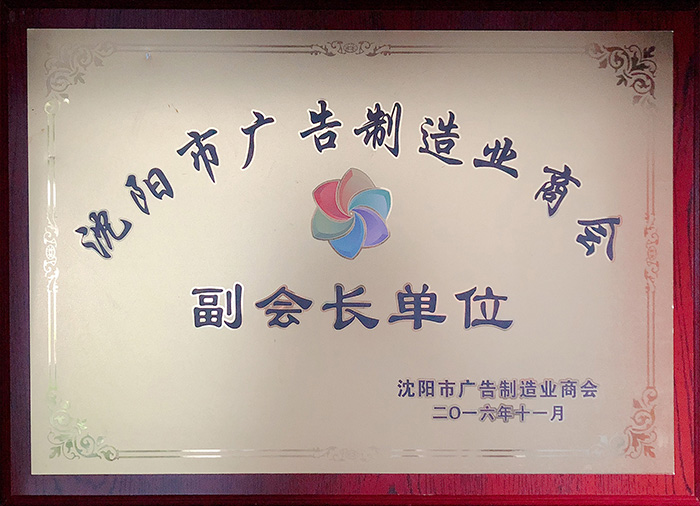 沈阳市广告制造业商会
副会长单位
沈阳市广告制造业商会
二〇一六年十一月